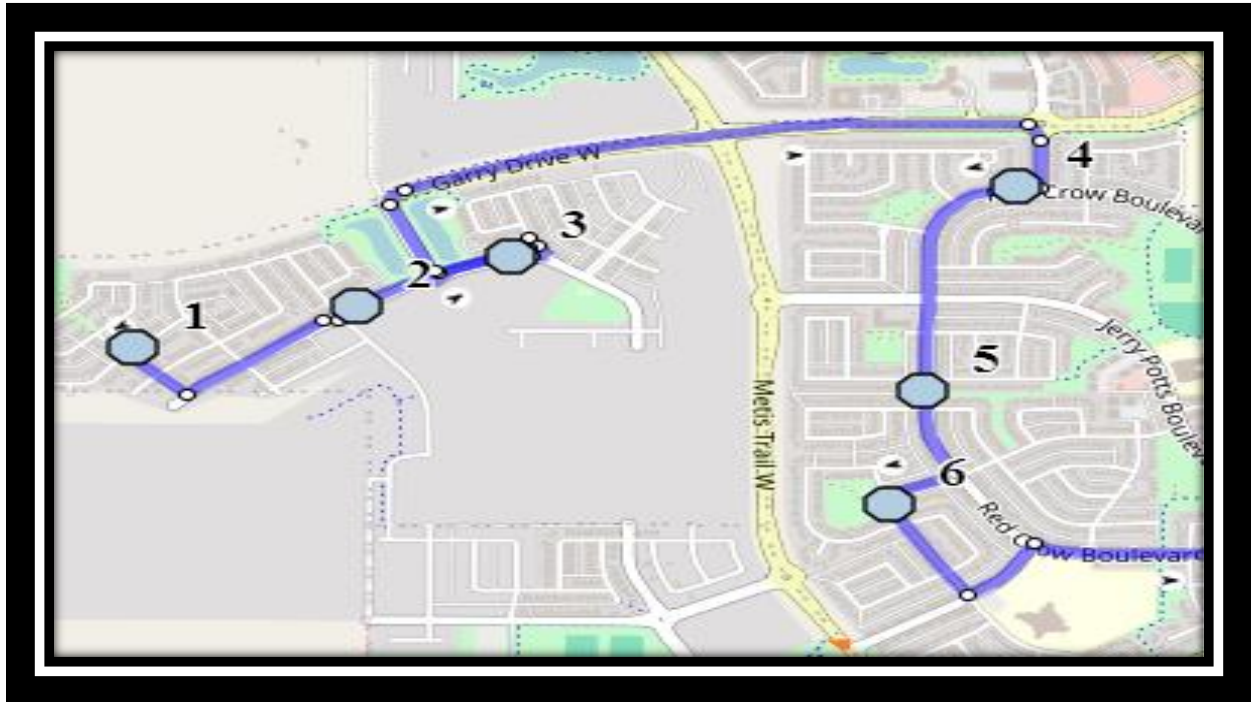 Garry Drive W
4
Crow Boulevar
3
2
1
Jerry Potts Boulev
5
Metis Trail W
6
Red Crow Boulevard